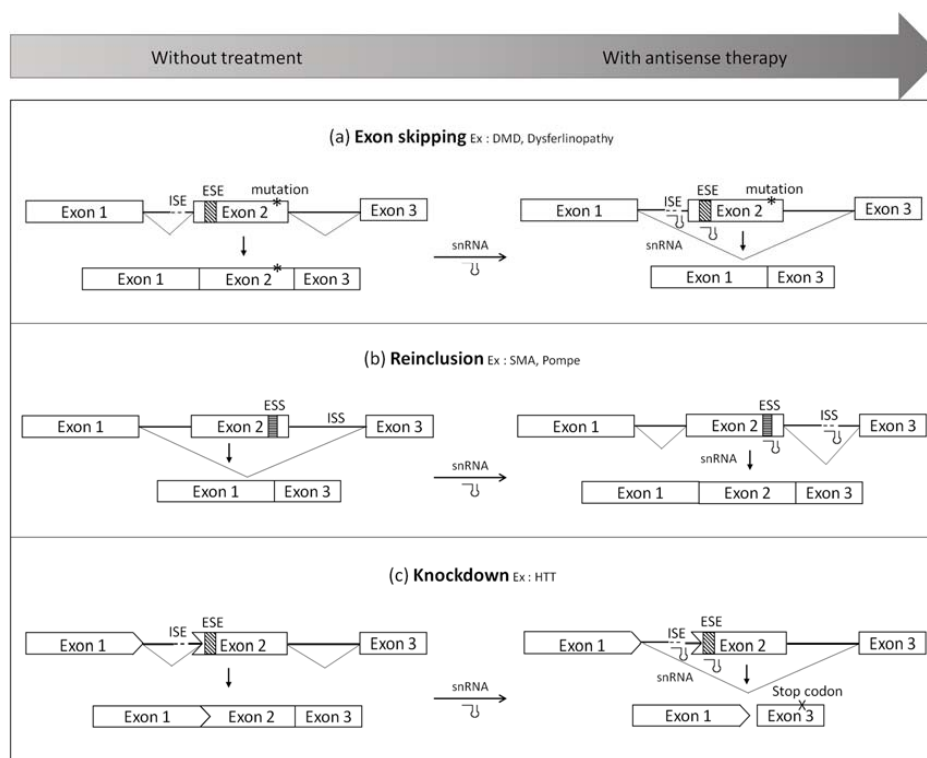 Without treatment With antisense therapy
(a) Exon skipping Ex : DMD, Dysferlinopathy
ISE ESE mutation
Exon 1 Exon 2 * Exon 3
snRNA
Exon 1 Exon 2 * Exon 3
ISE ESE mutation
Exon 1 Exon 2 * Exon 3
snRNA
Exon 1 Exon 3
(b) Reinclusion Ex : SMA, Pompe
ESS ISS
Exon 1 Exon 2 Exon 3
snRNA
Exon 1 Exon 3
ESS ISS
Exon 1 Exon 2 Exon 3
snRNA
Exon 1 Exon 2 Exon 3
(c) Knockdown Ex : HTT
ISE ESE
Exon 1 Exon 2 Exon 3
snRNA
Exon 1 Exon 2 Exon 3
ISE ESE
Exon 1 Exon 2 Exon 3
snRNA
Stop codon
X
Exon 1 Exon 3